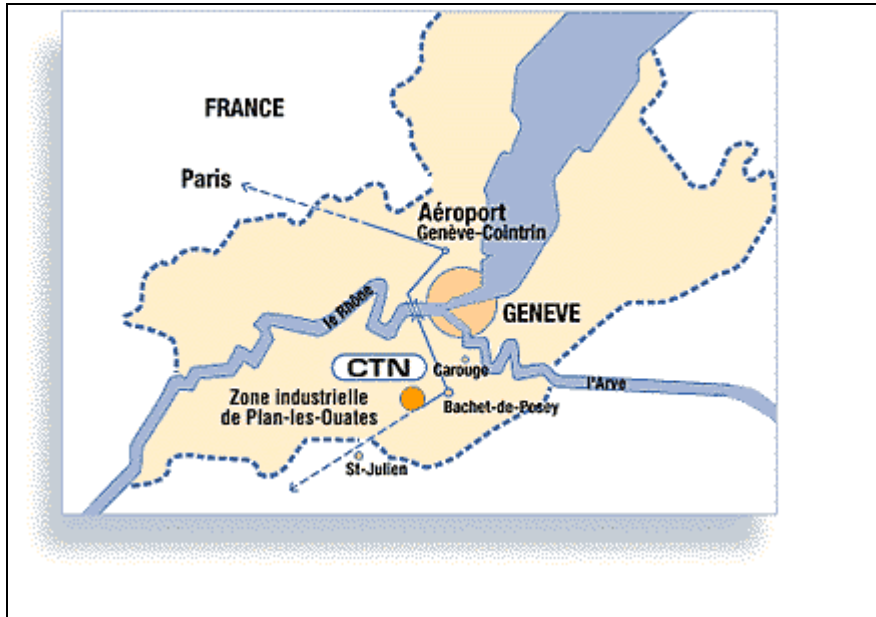 FRANCE
Paris
Aéroport
Genève-Cointrin
le Rhône
GENEVE
CTN
Carouge
l'Arve
Zone industrielle
de Plan-les-Ouates
Bachet-de-Pesey
St-Julien